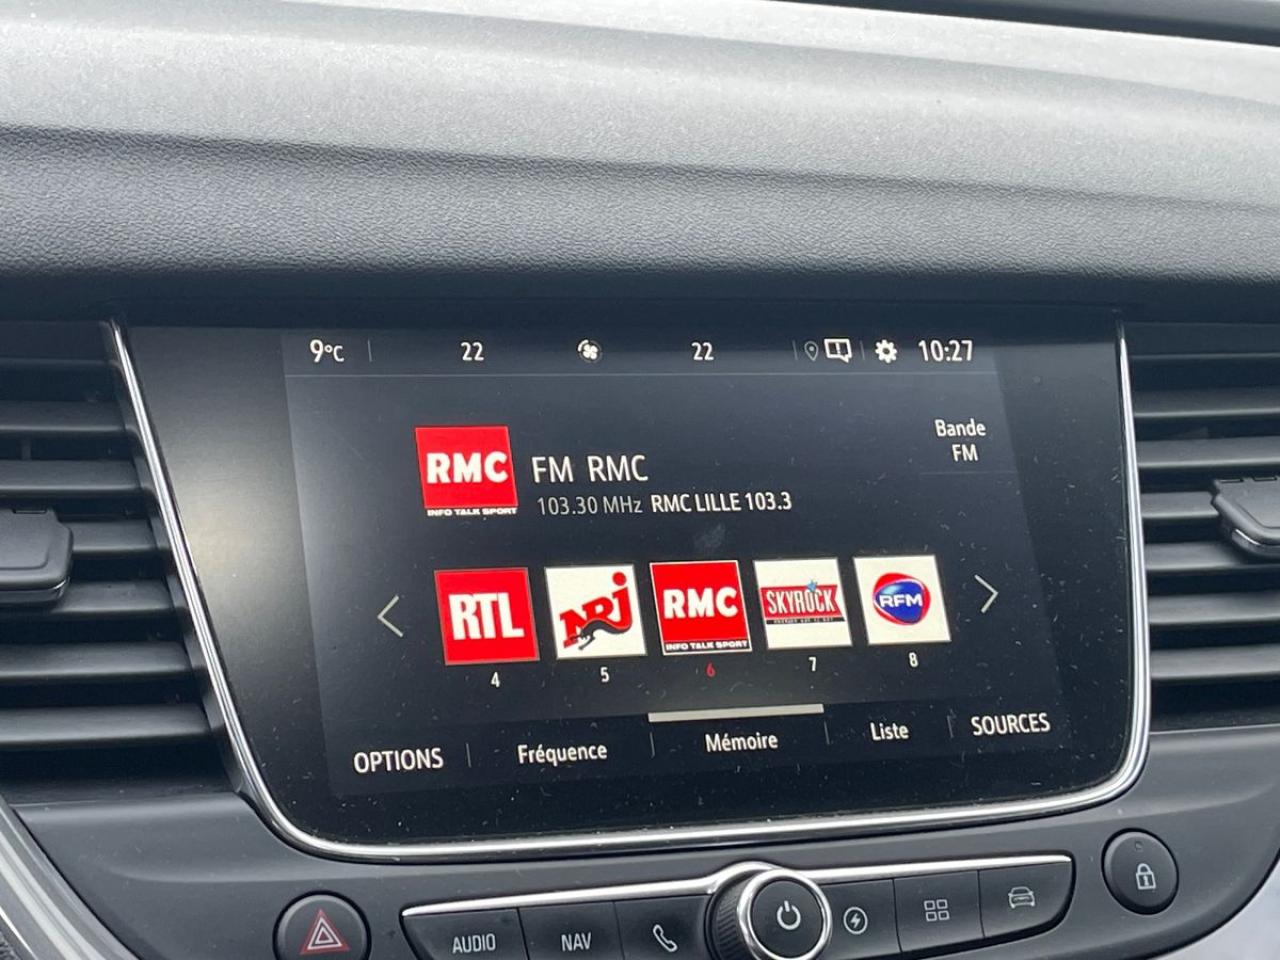 9°C 22 22 10:27
Bande
FM
RMC
INFO TALK SPORT
FM RMC
103.30 MHz RMC LILLE 103.3
RTL NRJ RMC SKYROCK RFM
INFO TALK SPORT
4 5 6 7 8
OPTIONS Fréquence Mémoire Liste SOURCES
AUDIO NAV